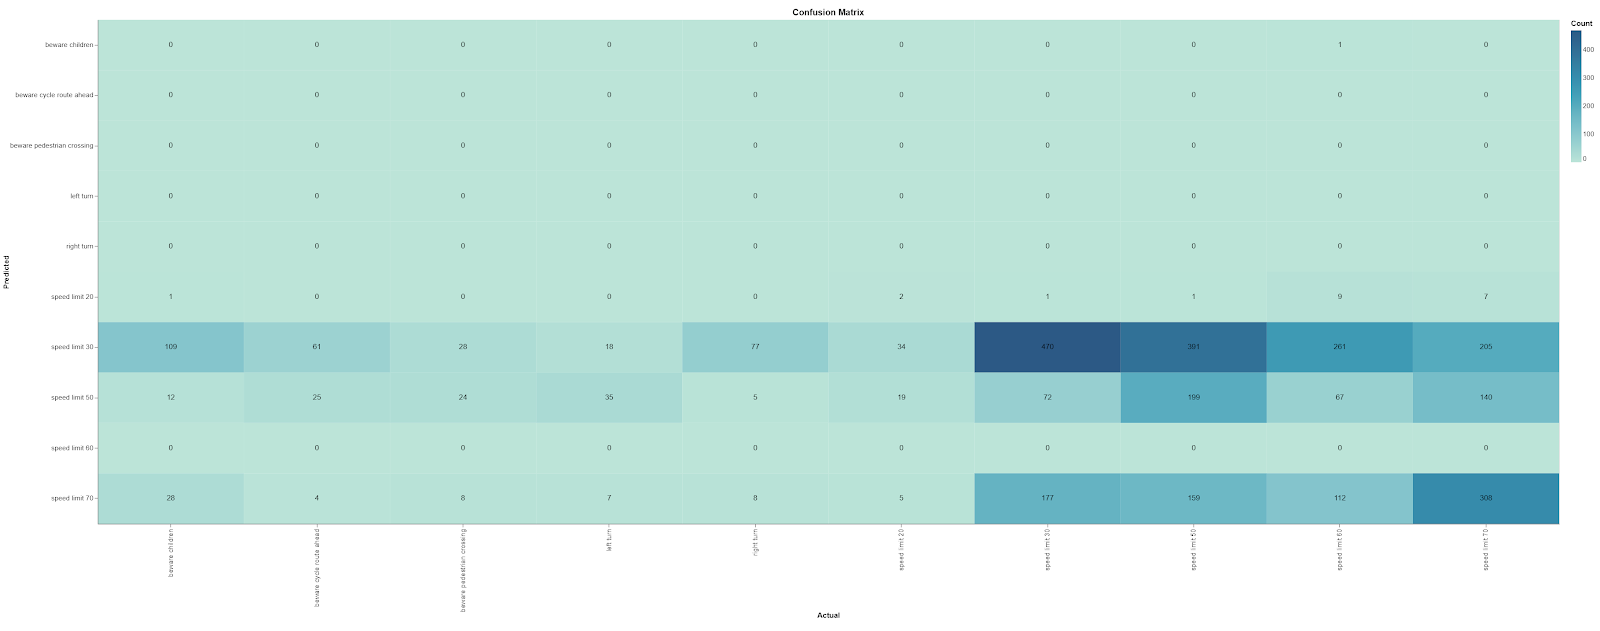 Confusion Matrix
Count
400
300
200
100
0
Predicted
beware children 0 0 0 0 0 0 0 0 1 0
beware cycle route ahead 0 0 0 0 0 0 0 0 0 0
beware pedestrian crossing 0 0 0 0 0 0 0 0 0 0
left turn 0 0 0 0 0 0 0 0 0 0
right turn 0 0 0 0 0 0 0 0 0 0
speed limit 20 1 0 0 0 0 2 1 1 9 7
speed limit 30 109 61 28 18 77 34 470 391 261 205
speed limit 50 12 25 24 35 5 19 72 199 67 140
speed limit 60 0 0 0 0 0 0 0 0 0 0
speed limit 70 28 4 8 7 8 5 177 159 112 308
beware children
beware cycle route ahead
beware pedestrian crossing
left turn
right turn
speed limit 20
speed limit 30
speed limit 50
speed limit 60
speed limit 70
Actual